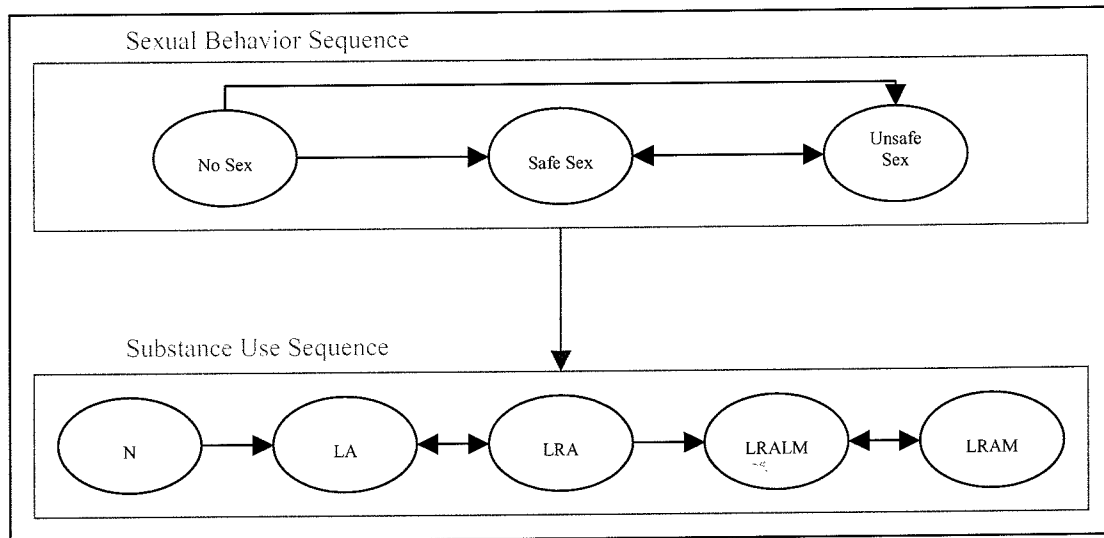 Sexual Behavior Sequence
No Sex
Safe Sex
Unsafe
Sex
Substance Use Sequence
N
LA
LRA
LRALM
LRAM